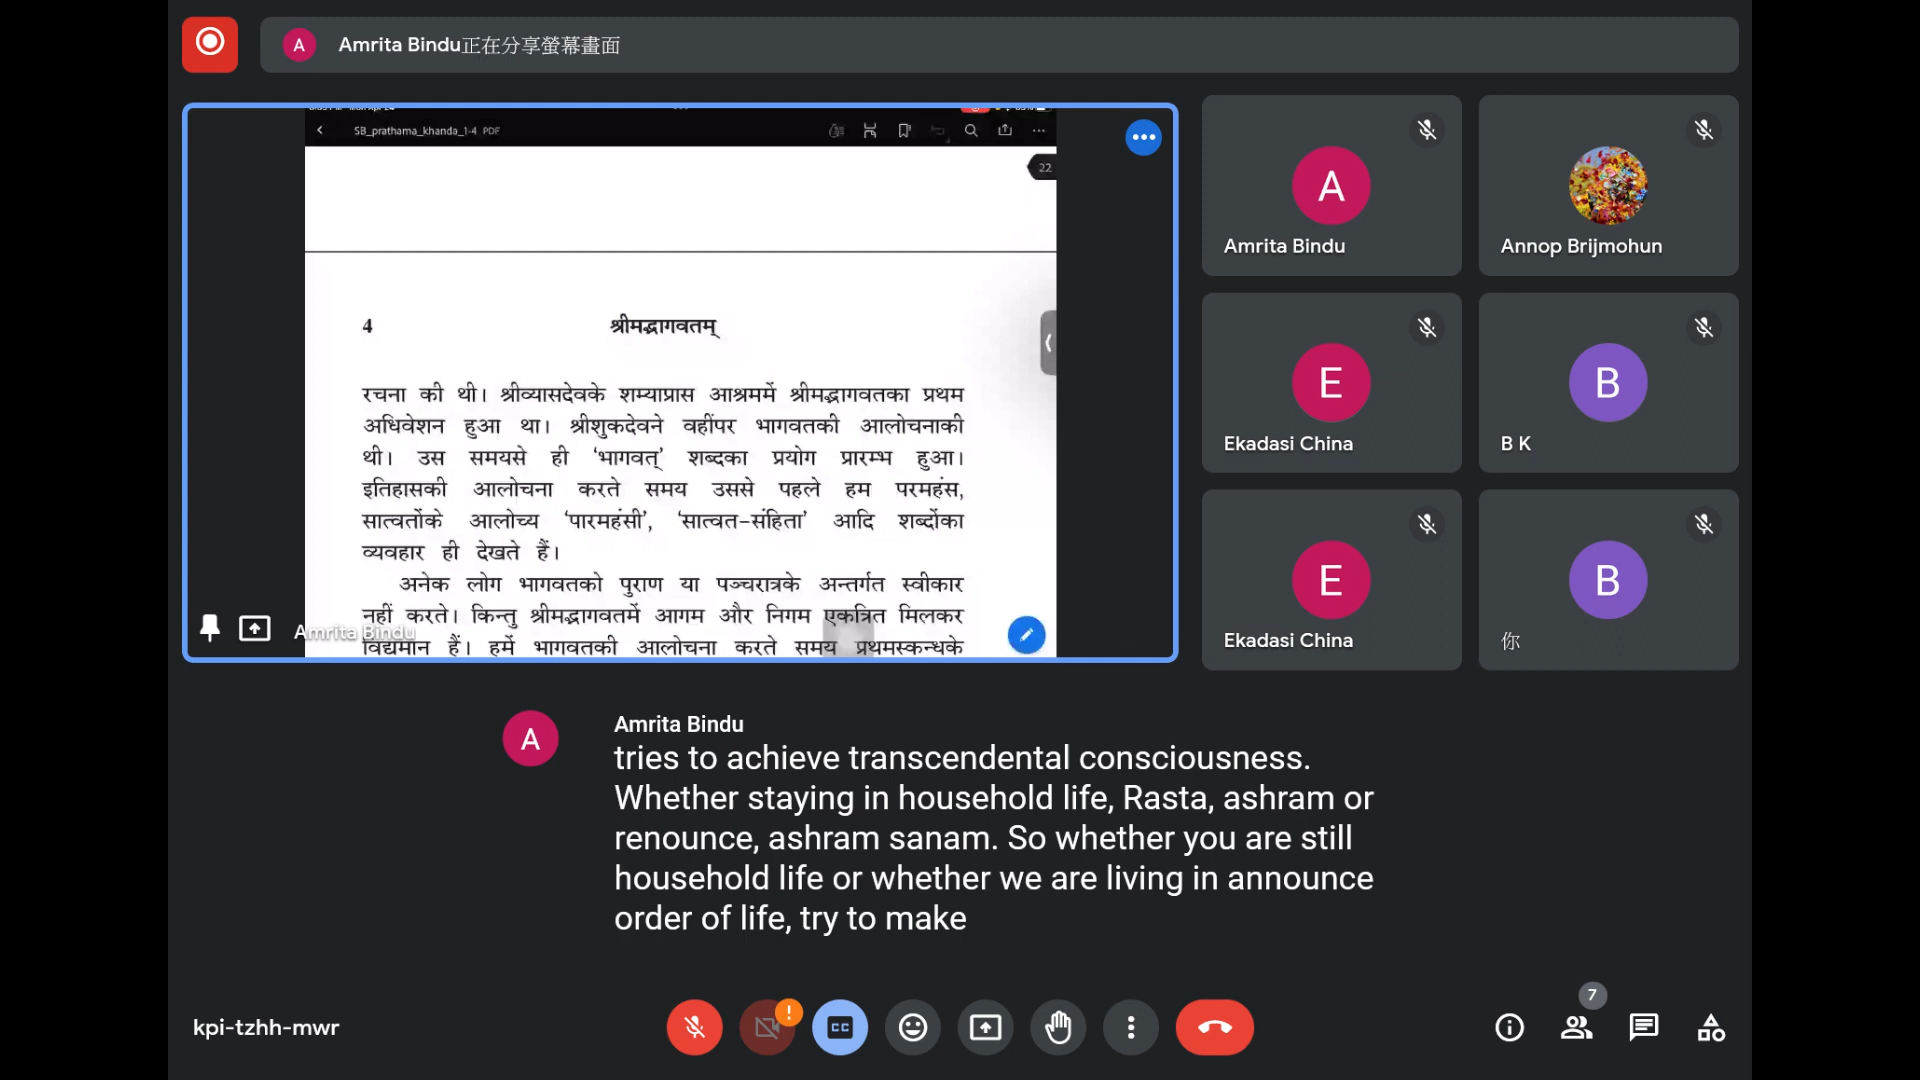 A Amrita Bindu正在分享螢幕畫面
SB_prathama_khanda_1-4 PDF
22
4 श्रीमद्भागवतम्
रचना की थी। श्रीव्यासदेवके शम्याप्रास आश्रममें श्रीमद्भागवतका प्रथम
अधिवेशन हुआ था। श्रीशुकदेवने वहींपर भागवतकी आलोचनाकी
थी। उस समयसे ही ‘भागवत्’ शब्दका प्रयोग प्रारम्भ हुआ।
इतिहासकी आलोचना करते समय उससे पहले हम परमहंस,
सात्वतोंके आलोच्य ‘पारमहंसी’, ‘सात्वत-संहिता’ आदि शब्दोंका
व्यवहार ही देखते हैं।
अनेक लोग भागवतको पुराण या पञ्चरात्रके अन्तर्गत स्वीकार
नहीं करते। किन्तु श्रीमद्भागवतमें आगम और निगम एकत्रित मिलकर
विद्यमान हैं। हमें भागवतकी आलोचना करते समय प्रथमस्कन्धके
Amrita Bindu
A
Amrita Bindu
Annop Brijmohun
E
Ekadasi China
B
B K
E
Ekadasi China
B
你
A
Amrita Bindu
tries to achieve transcendental consciousness.
Whether staying in household life, Rasta, ashram or
renounce, ashram sanam. So whether you are still
household life or whether we are living in announce
order of life, try to make
kpi-tzhh-mwr
!
CC
7